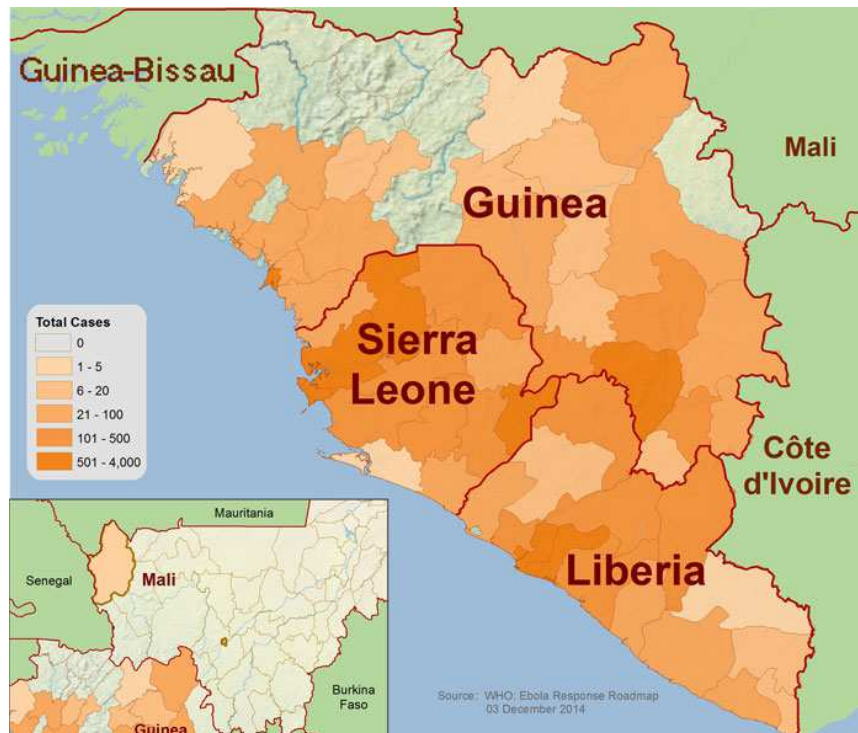 Guinea-Bissau
Mali
Guinea
Sierra
Leone
Côte
d'Ivoire
Liberia
Total Cases
0
1 - 5
6 - 20
21 - 100
101 - 500
501 - 4,000
Mauritania
Senegal
Mali
Burkina
Faso
Guinea
Source: WHO: Ebola Response Roadmap
03 December 2014